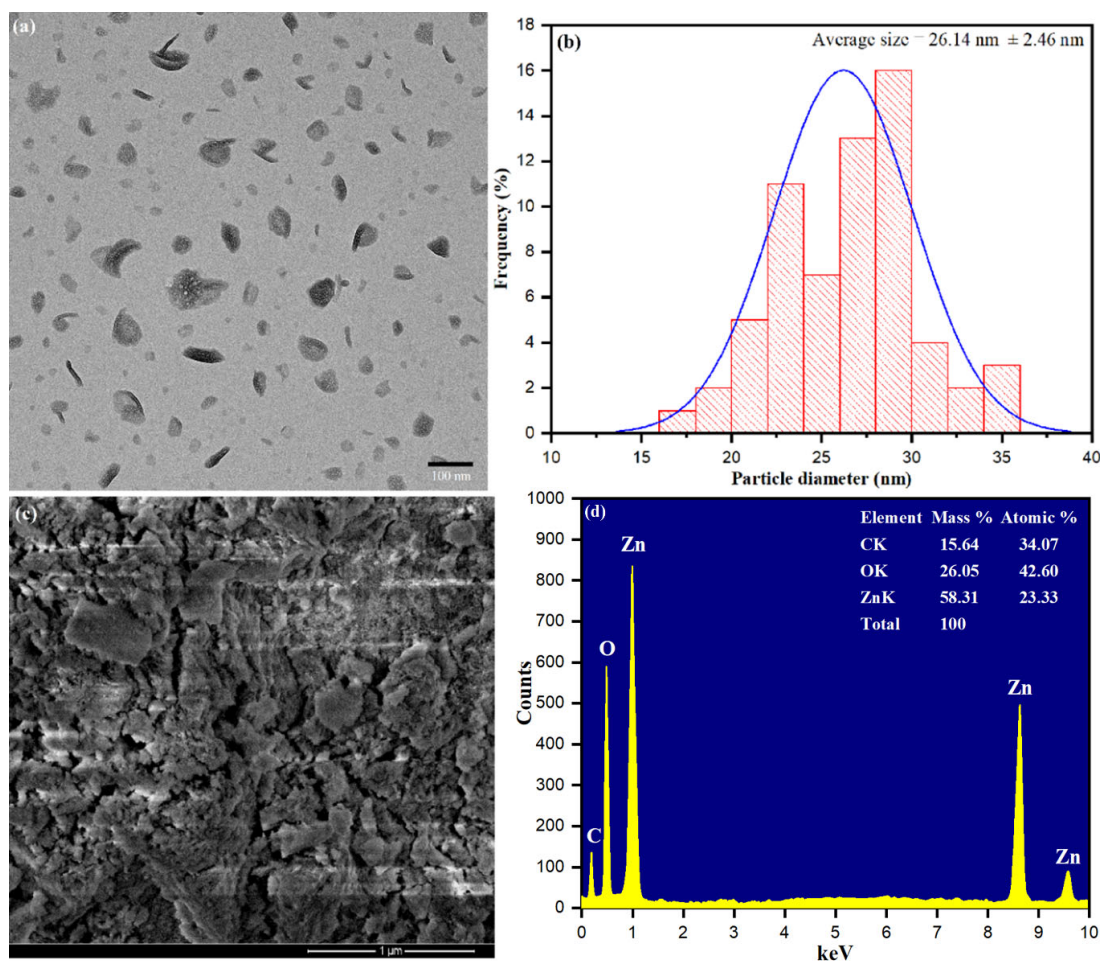 (a)
100 nm
(b)
Average size = 26.14 nm ± 2.46 nm
18
16
14
12
10
8
6
4
2
0
Frequency (%)
10 15 20 25 30 35 40
Particle diameter (nm)
(c)
1 µm
(d)
Element Mass % Atomic %
CK 15.64 34.07
OK 26.05 42.60
ZnK 58.31 23.33
Total 100
1000
900
800
700
600
500
400
300
200
100
0
Counts
C
O
Zn
Zn
Zn
0 1 2 3 4 5 6 7 8 9 10
keV